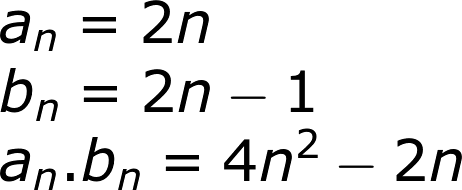 aₙ = 2n
bₙ = 2n − 1
aₙ.bₙ = 4n² − 2n